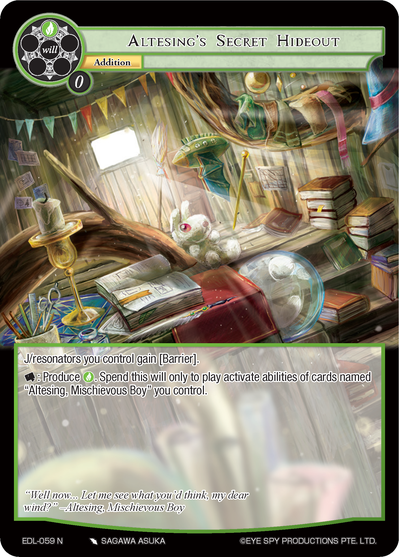 ALTESING'S SECRET HIDEOUT
will
Addition
0
J/resonators you control gain [Barrier].
: Produce . Spend this will only to play activate abilities of cards named
"Altesing, Mischievous Boy" you control.
"Well now... Let me see what you'd think, my dear
wind?" –Altesing, Mischievous Boy
EDL-059 N SAGAWA ASUKA ©EYE SPY PRODUCTIONS PTE. LTD.